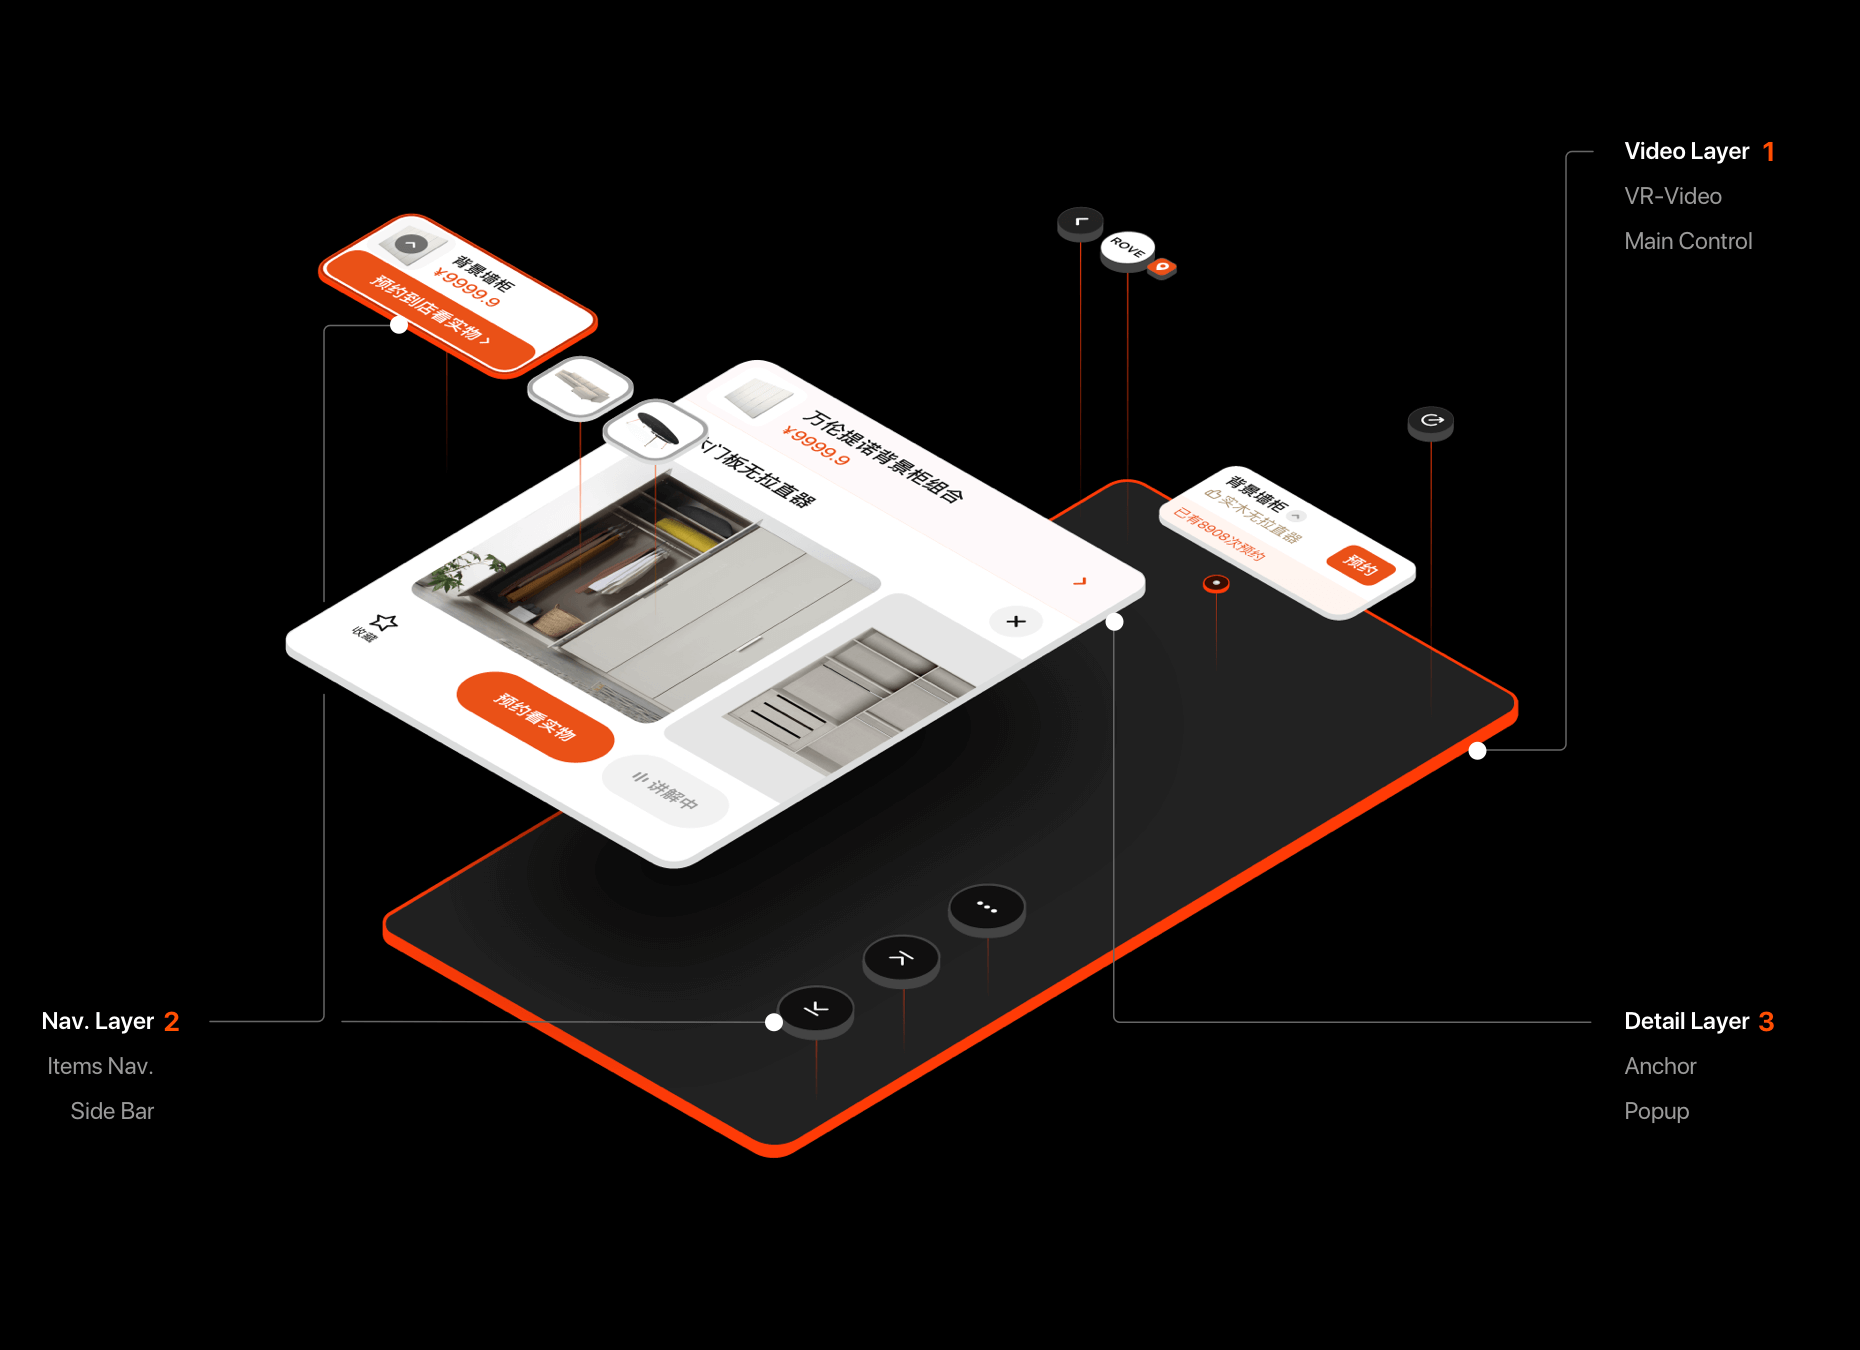 Video Layer 1
VR-Video
Main Control
背景墙柜
¥9999.9
预约到店看实物
ROVE
万伦提诺背景柜组合
¥9999.9
门板无拉直器
背景墙柜
实木无拉直器
已有8908次预约
预约
收藏
预约看实物
讲解中
Nav. Layer 2
Items Nav.
Side Bar
Detail Layer 3
Anchor
Popup